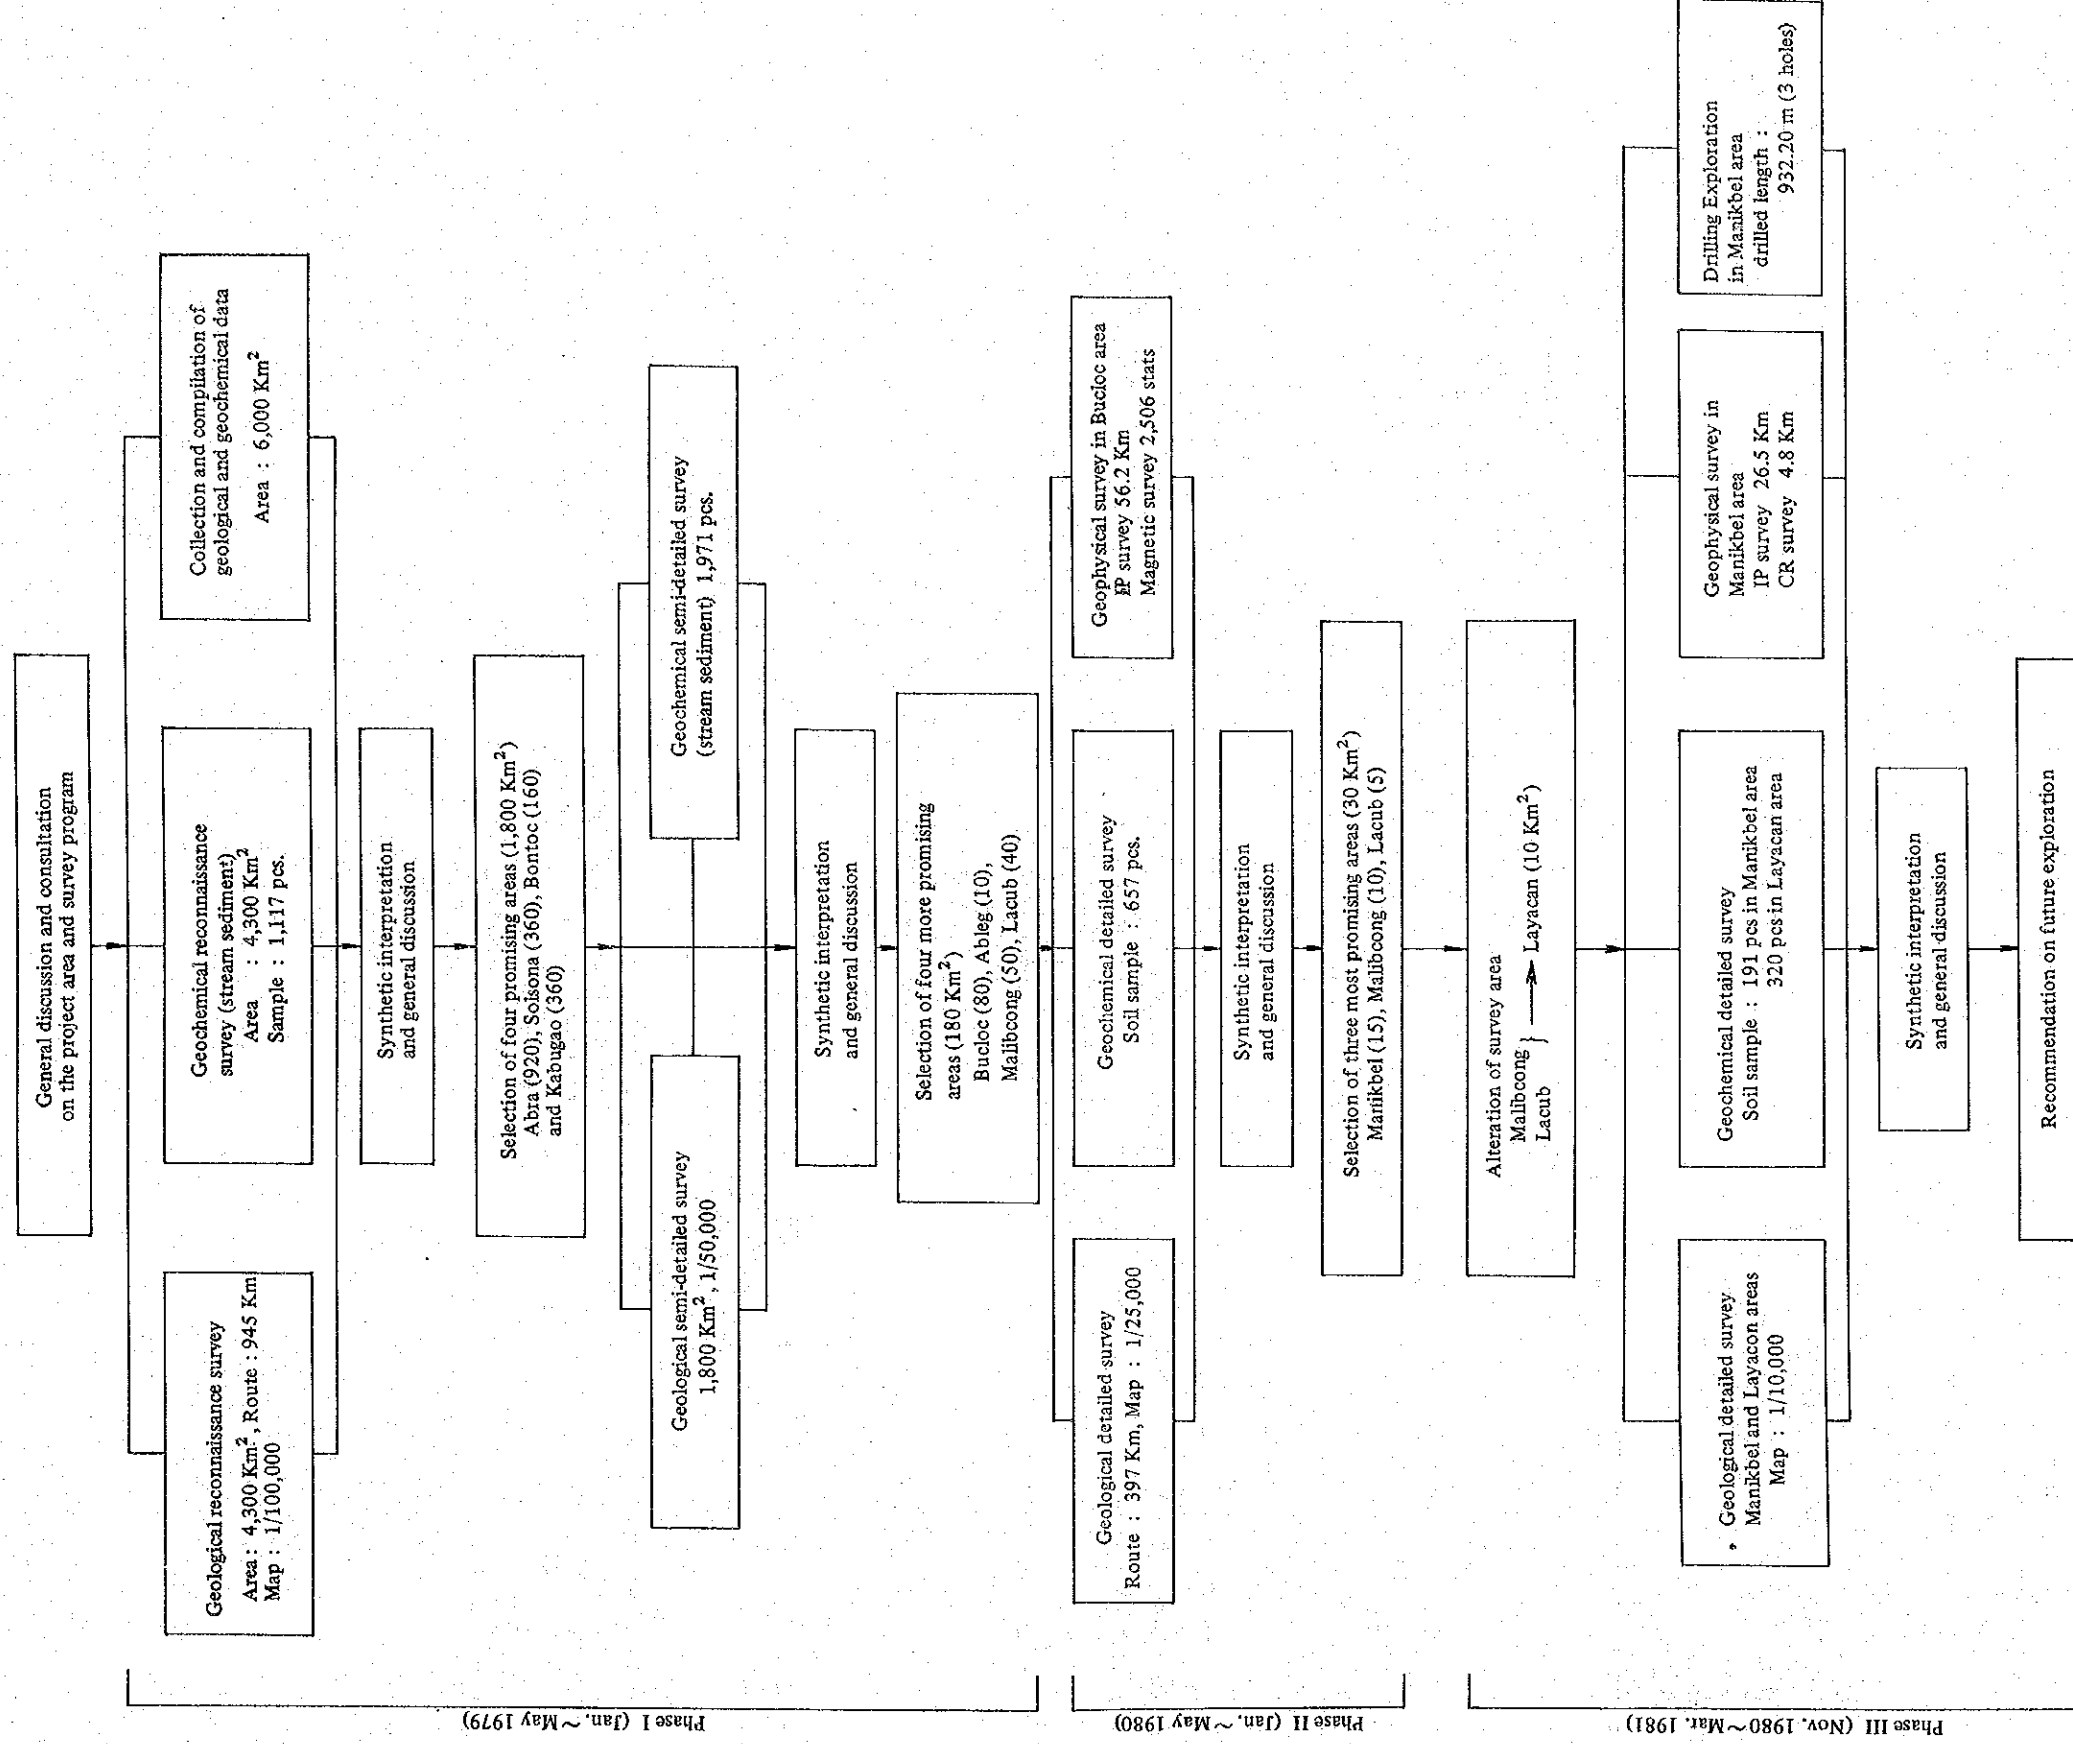 General discussion and consultation
on the project area and survey program
Phase I (Jan. ~ May 1979)
Geological reconnaissance survey
Area : 4,300 Km², Route : 945 Km
Map : 1/100,000
Geochemical reconnaissance
survey (stream sediment)
Area : 4,300 Km²
Sample : 1,117 pcs.
Collection and compilation of
geological and geochemical data
Area : 6,000 Km²
Synthetic interpretation
and general discussion
Selection of four promising areas (1,800 Km²)
Abra (920), Solsona (360), Bontoc (160)
and Kabugao (360)
Geological semi-detailed survey
1,800 Km², 1/50,000
Geochemical semi-detailed survey
(stream sediment) 1,971 pcs.
Synthetic interpretation
and general discussion
Selection of four more promising
areas (180 Km²)
Bucloc (80), Ableg (10),
Malibcong (50), Lacub (40)
Phase II (Jan. ~ May 1980)
Geological detailed survey
Route : 397 Km, Map : 1/25,000
Geochemical detailed survey
Soil sample : 657 pcs.
Geophysical survey in Bucloc area
IP survey 56.2 Km
Magnetic survey 2,506 stats
Synthetic interpretation
and general discussion
Selection of three most promising areas (30 Km²)
Manikbel (15), Malibcong (10), Lacub (5)
Phase III (Nov. 1980 ~ Mar. 1981)
Alteration of survey area
Malibcong } → Layacan (10 Km²)
Lacub
Geological detailed survey
Manikbel and Layacon areas
Map : 1/10,000
Geochemical detailed survey
Soil sample : 191 pcs in Manikbel area
320 pcs in Layacan area
Geophysical survey in
Manikbel area
IP survey 26.5 Km
CR survey 4.8 Km
Drilling Exploration
in Manikbel area
drilled length :
932.20 m (3 holes)
Synthetic interpretation
and general discussion
Recommendation on future exploration